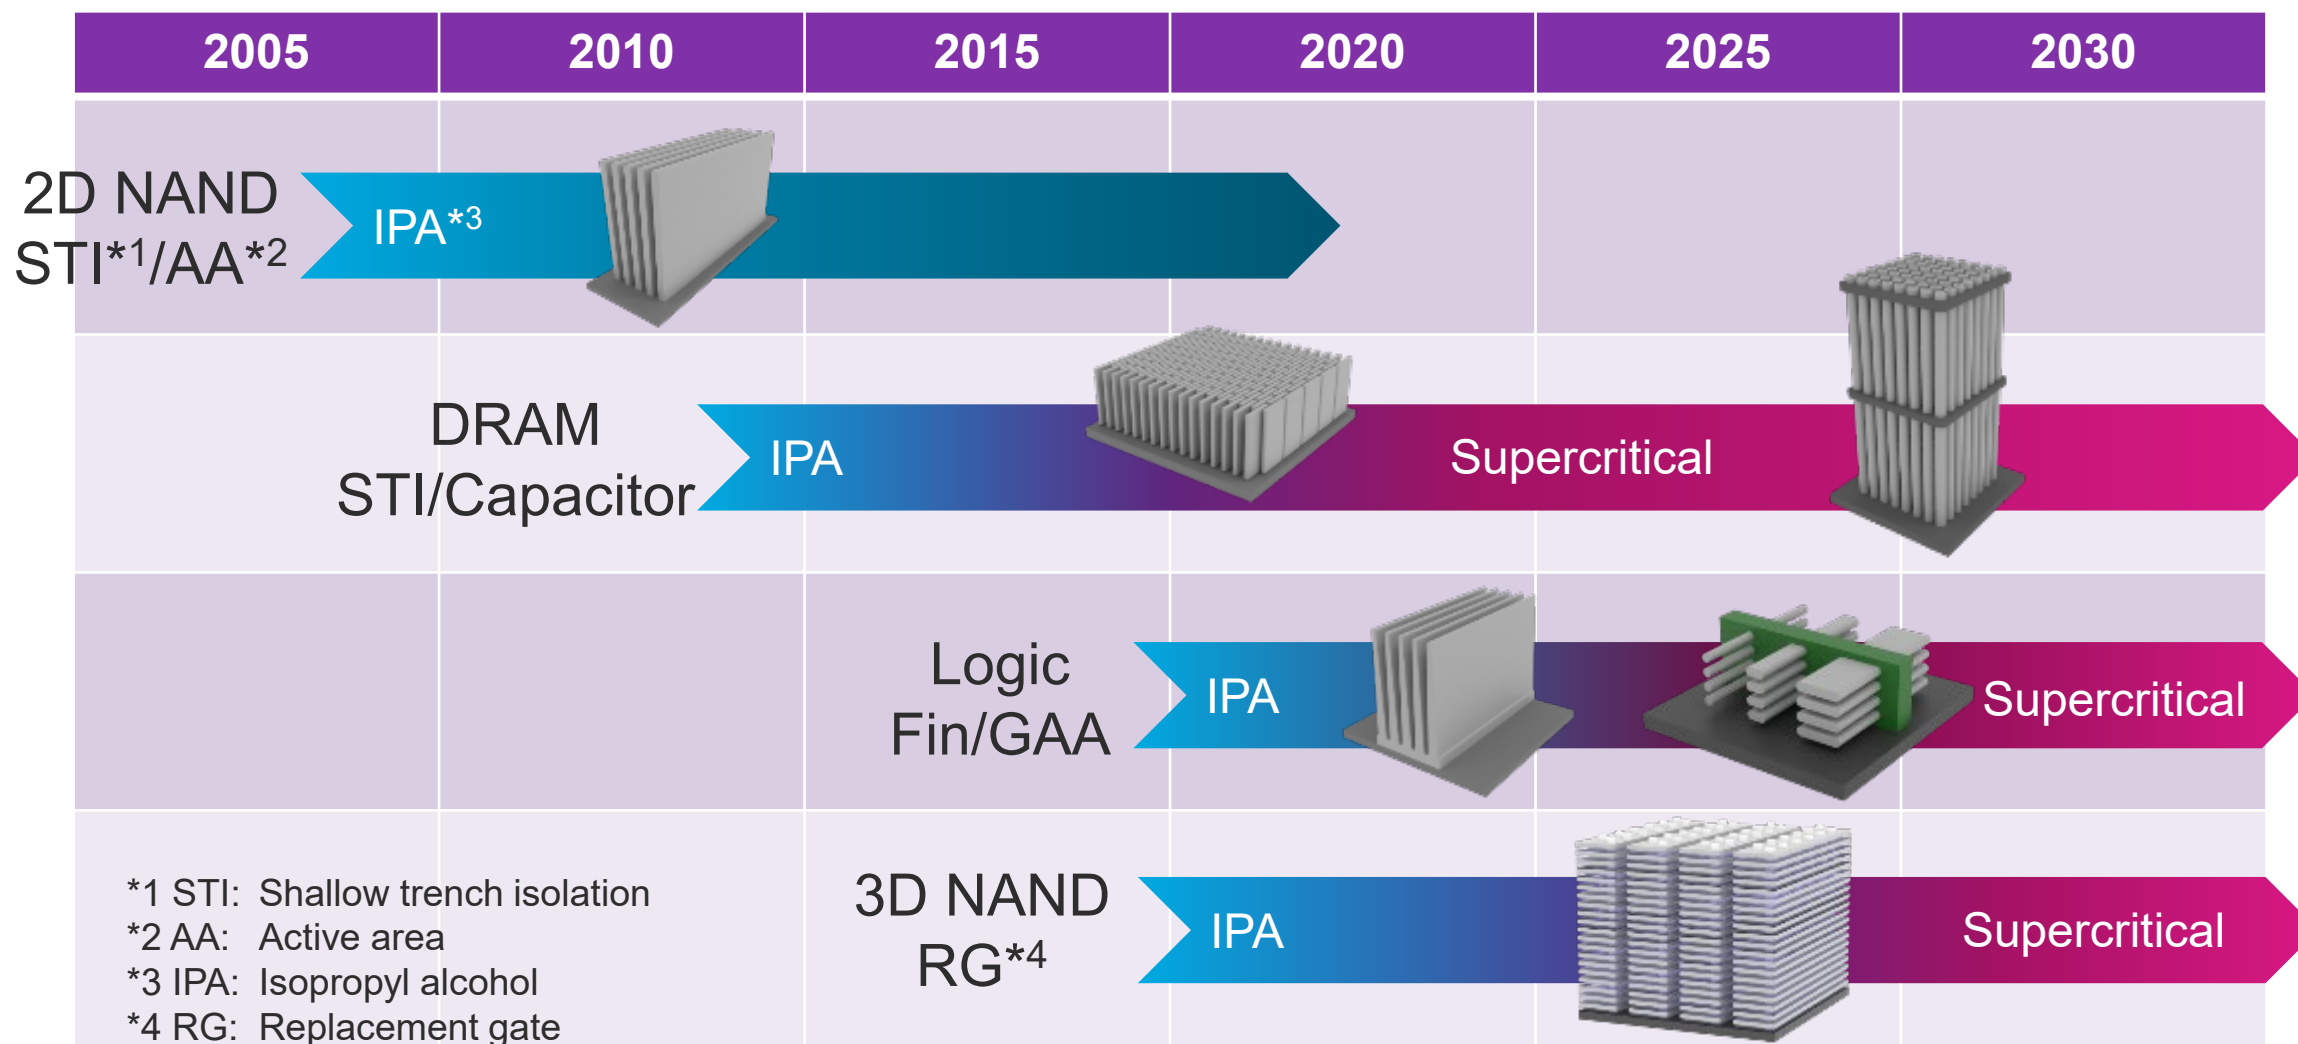 2005 2010 2015 2020 2025 2030
2D NAND
STI*1/AA*2
IPA*3
DRAM
STI/Capacitor
IPA
Supercritical
Logic
Fin/GAA
IPA
Supercritical
3D NAND
RG*4
IPA
Supercritical
*1 STI: Shallow trench isolation
*2 AA: Active area
*3 IPA: Isopropyl alcohol
*4 RG: Replacement gate